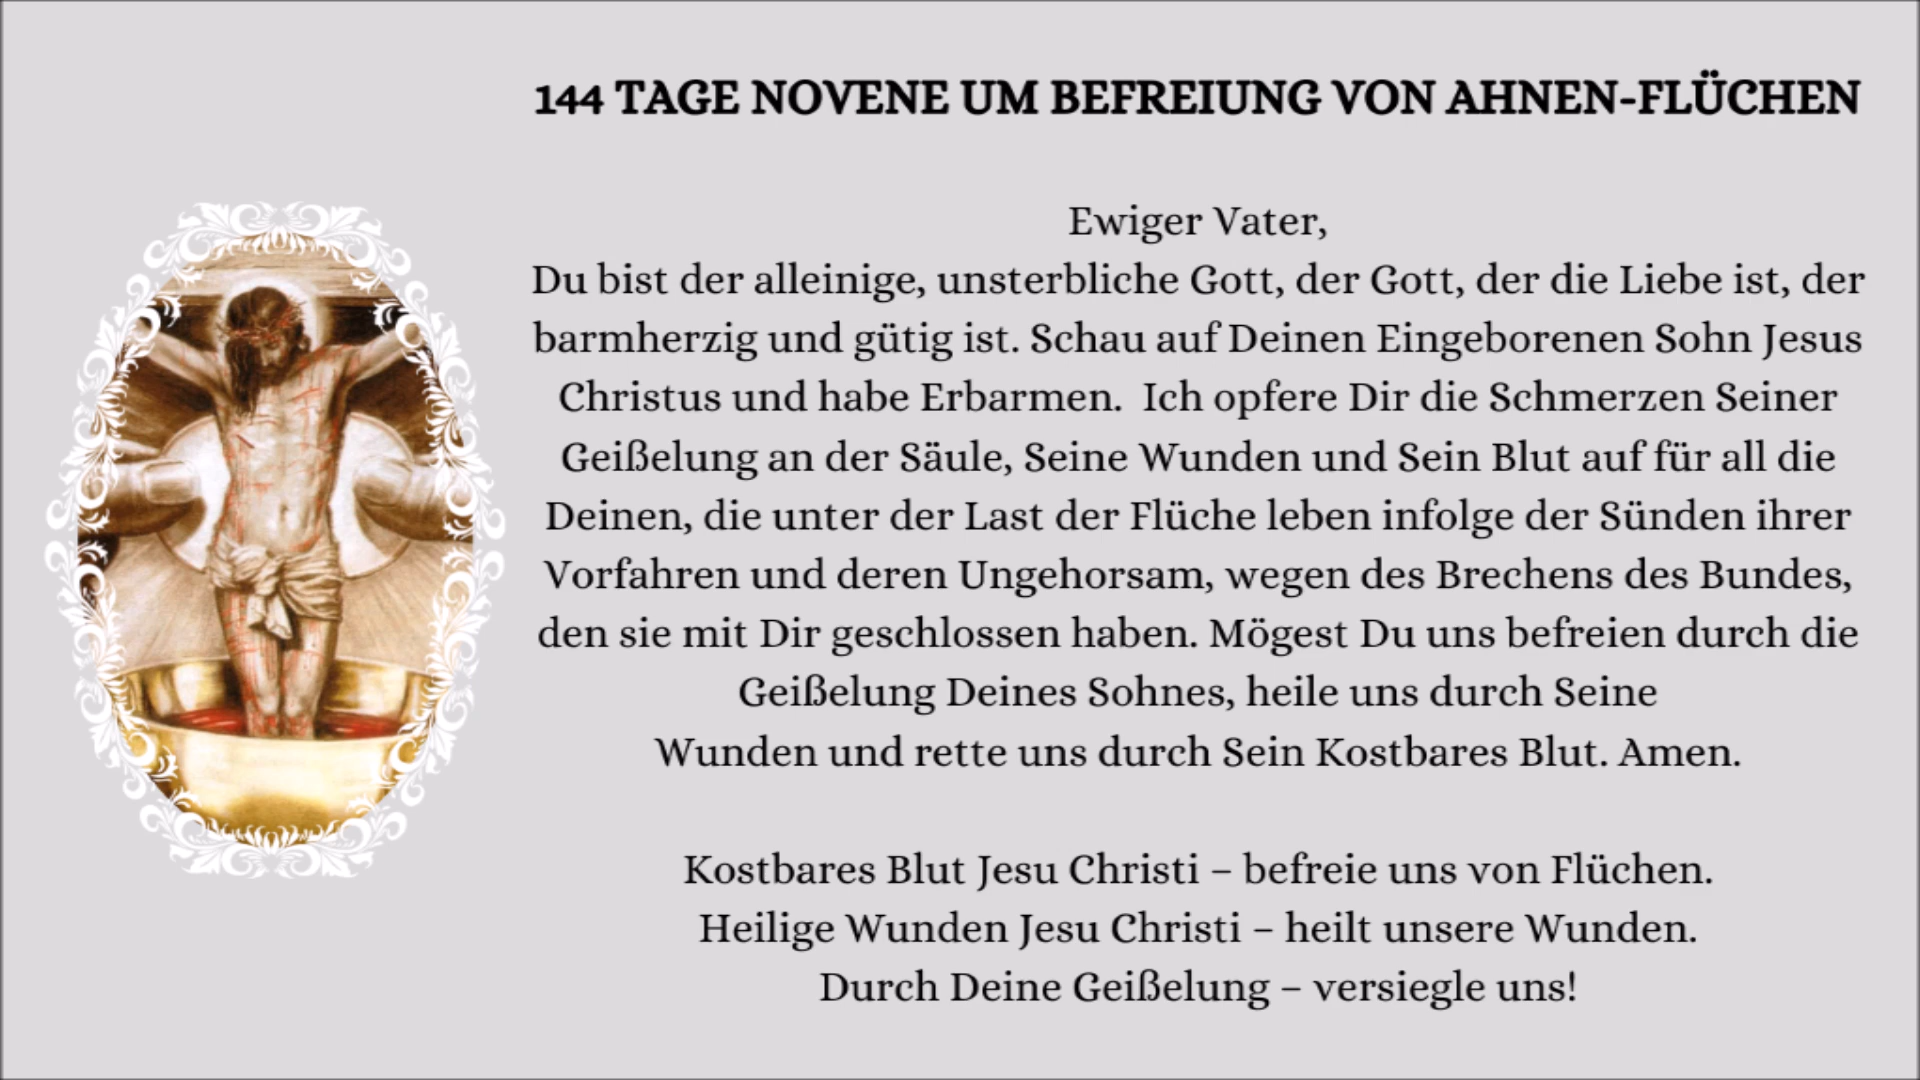 144 TAGE NOVENE UM BEFREIUNG VON AHNEN-FLÜCHEN
Ewiger Vater,
Du bist der alleinige, unsterbliche Gott, der Gott, der die Liebe ist, der
barmherzig und gütig ist. Schau auf Deinen Eingeborenen Sohn Jesus
Christus und habe Erbarmen.  Ich opfere Dir die Schmerzen Seiner
Geißelung an der Säule, Seine Wunden und Sein Blut auf für all die
Deinen, die unter der Last der Flüche leben infolge der Sünden ihrer
Vorfahren und deren Ungehorsam, wegen des Brechens des Bundes,
den sie mit Dir geschlossen haben. Mögest Du uns befreien durch die
Geißelung Deines Sohnes, heile uns durch Seine
Wunden und rette uns durch Sein Kostbares Blut. Amen.
Kostbares Blut Jesu Christi – befreie uns von Flüchen.
Heilige Wunden Jesu Christi – heilt unsere Wunden.
Durch Deine Geißelung – versiegle uns!